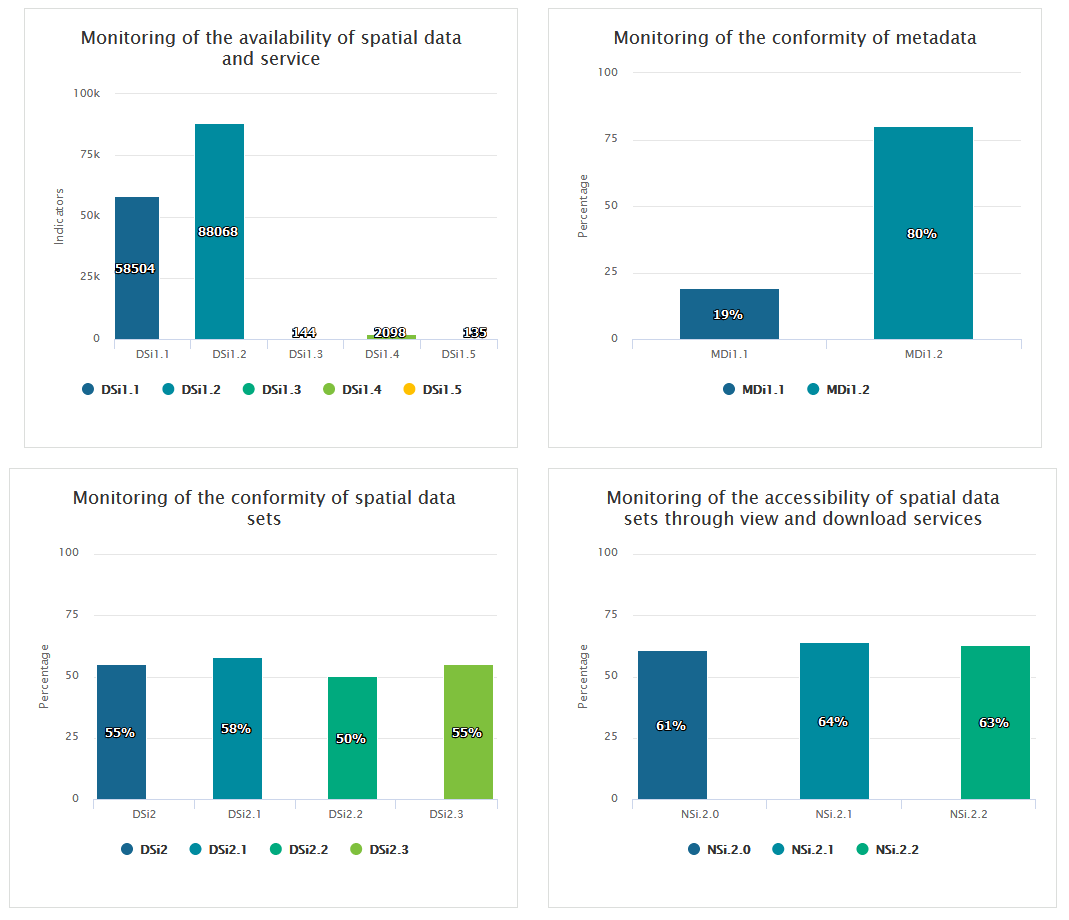 Monitoring of the availability of spatial data
and service
100k
75k
50k
25k
0
Indicators
58504
88068
144
2098
135
DSi1.1
DSi1.2
DSi1.3
DSi1.4
DSi1.5
DSi1.1 DSi1.2 DSi1.3 DSi1.4 DSi1.5
Monitoring of the conformity of metadata
100
75
50
25
0
Percentage
19%
80%
MDi1.1
MDi1.2
MDi1.1 MDi1.2
Monitoring of the conformity of spatial data
sets
100
75
50
25
0
Percentage
55%
58%
50%
55%
DSi2
DSi2.1
DSi2.2
DSi2.3
DSi2 DSi2.1 DSi2.2 DSi2.3
Monitoring of the accessibility of spatial data
sets through view and download services
100
75
50
25
0
Percentage
61%
64%
63%
NSi.2.0
NSi.2.1
NSi.2.2
NSi.2.0 NSi.2.1 NSi.2.2